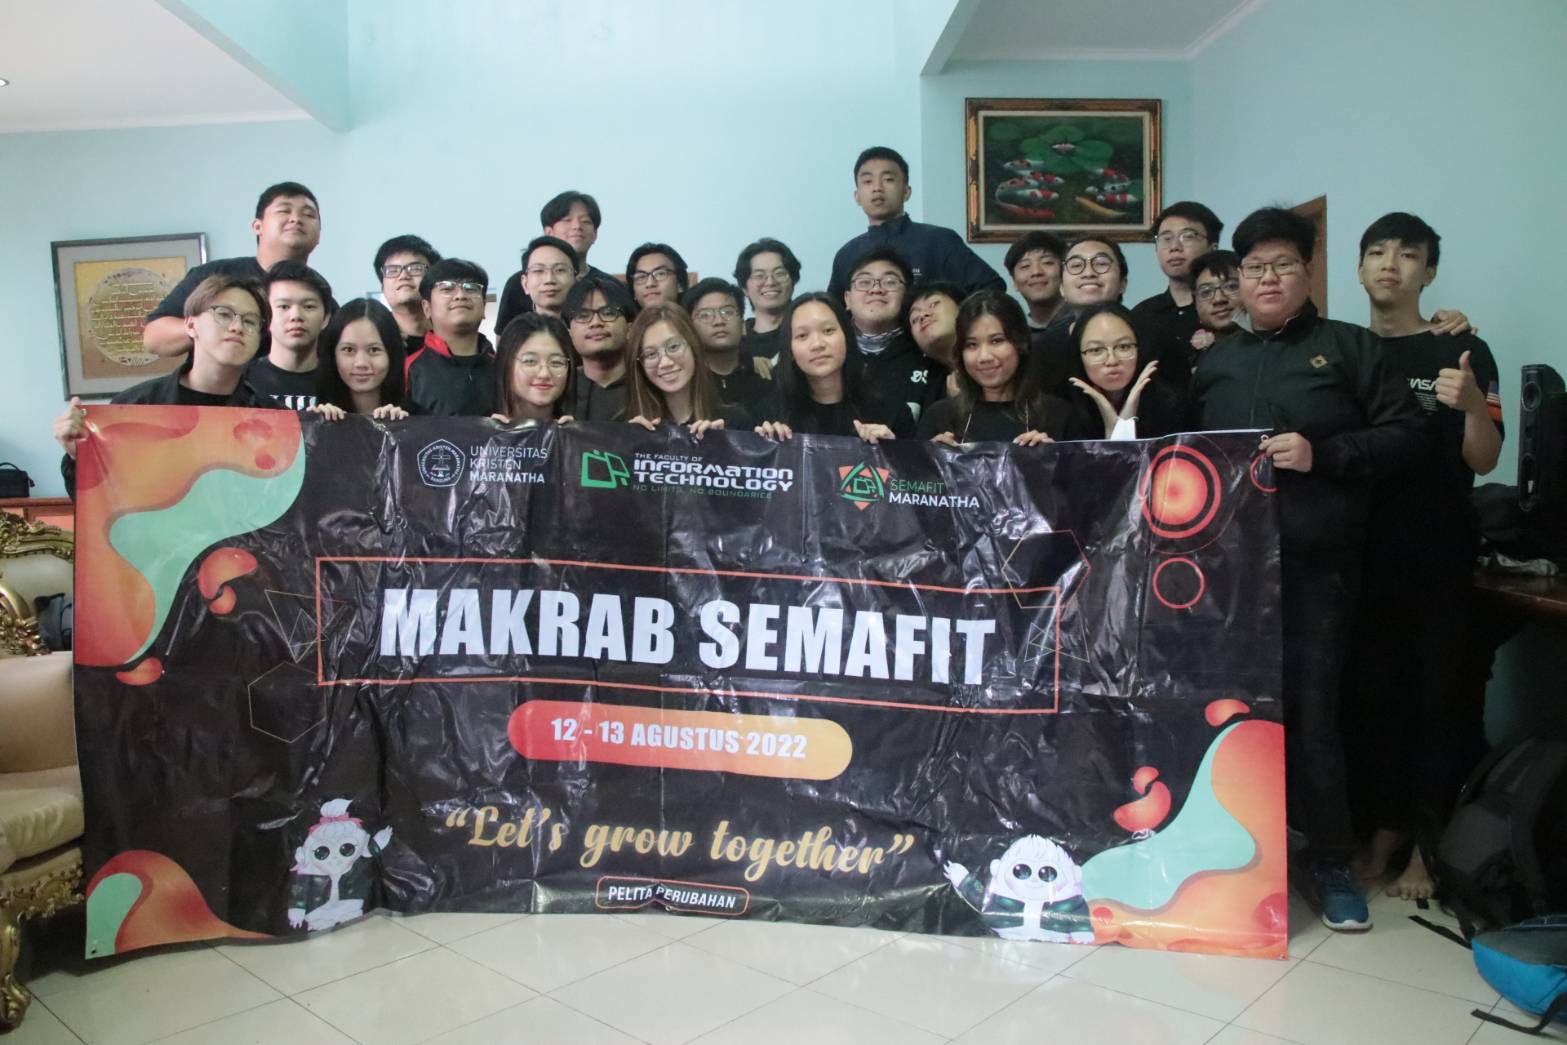 UNIVERSITAS
KRISTEN
MARANATHA
THE FACULTY OF
INFORMATION
TECHNOLOGY
NO LIMITS, NO BOUNDARIES
SEMAFIT
MARANATHA
MAKRAB SEMAFIT
12 - 13 AGUSTUS 2022
“Let's grow together”
PELITA PERUBAHAN
NASA